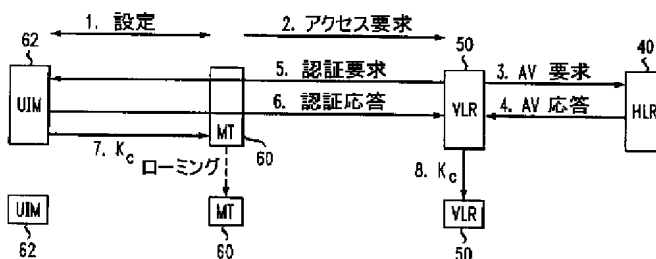 1. 設定
2. アクセス要求
62
50
40
5. 認証要求
3. AV 要求
UIM
6. 認証応答
VLR
4. AV 応答
HLR
MT
7. Kc
60
ローミング
8. Kc
UIM
MT
VLR
62
60
50